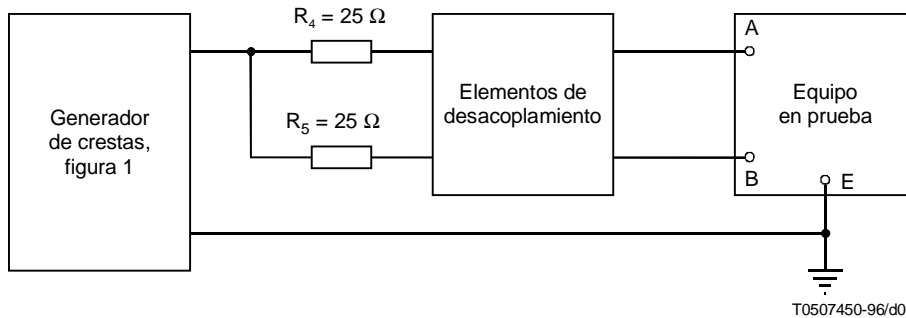 R4 = 25 Ω
A
Generador
de crestas,
figura 1
R5 = 25 Ω
Elementos de
desacoplamiento
Equipo
en prueba
B
E
T0507450-96/d0